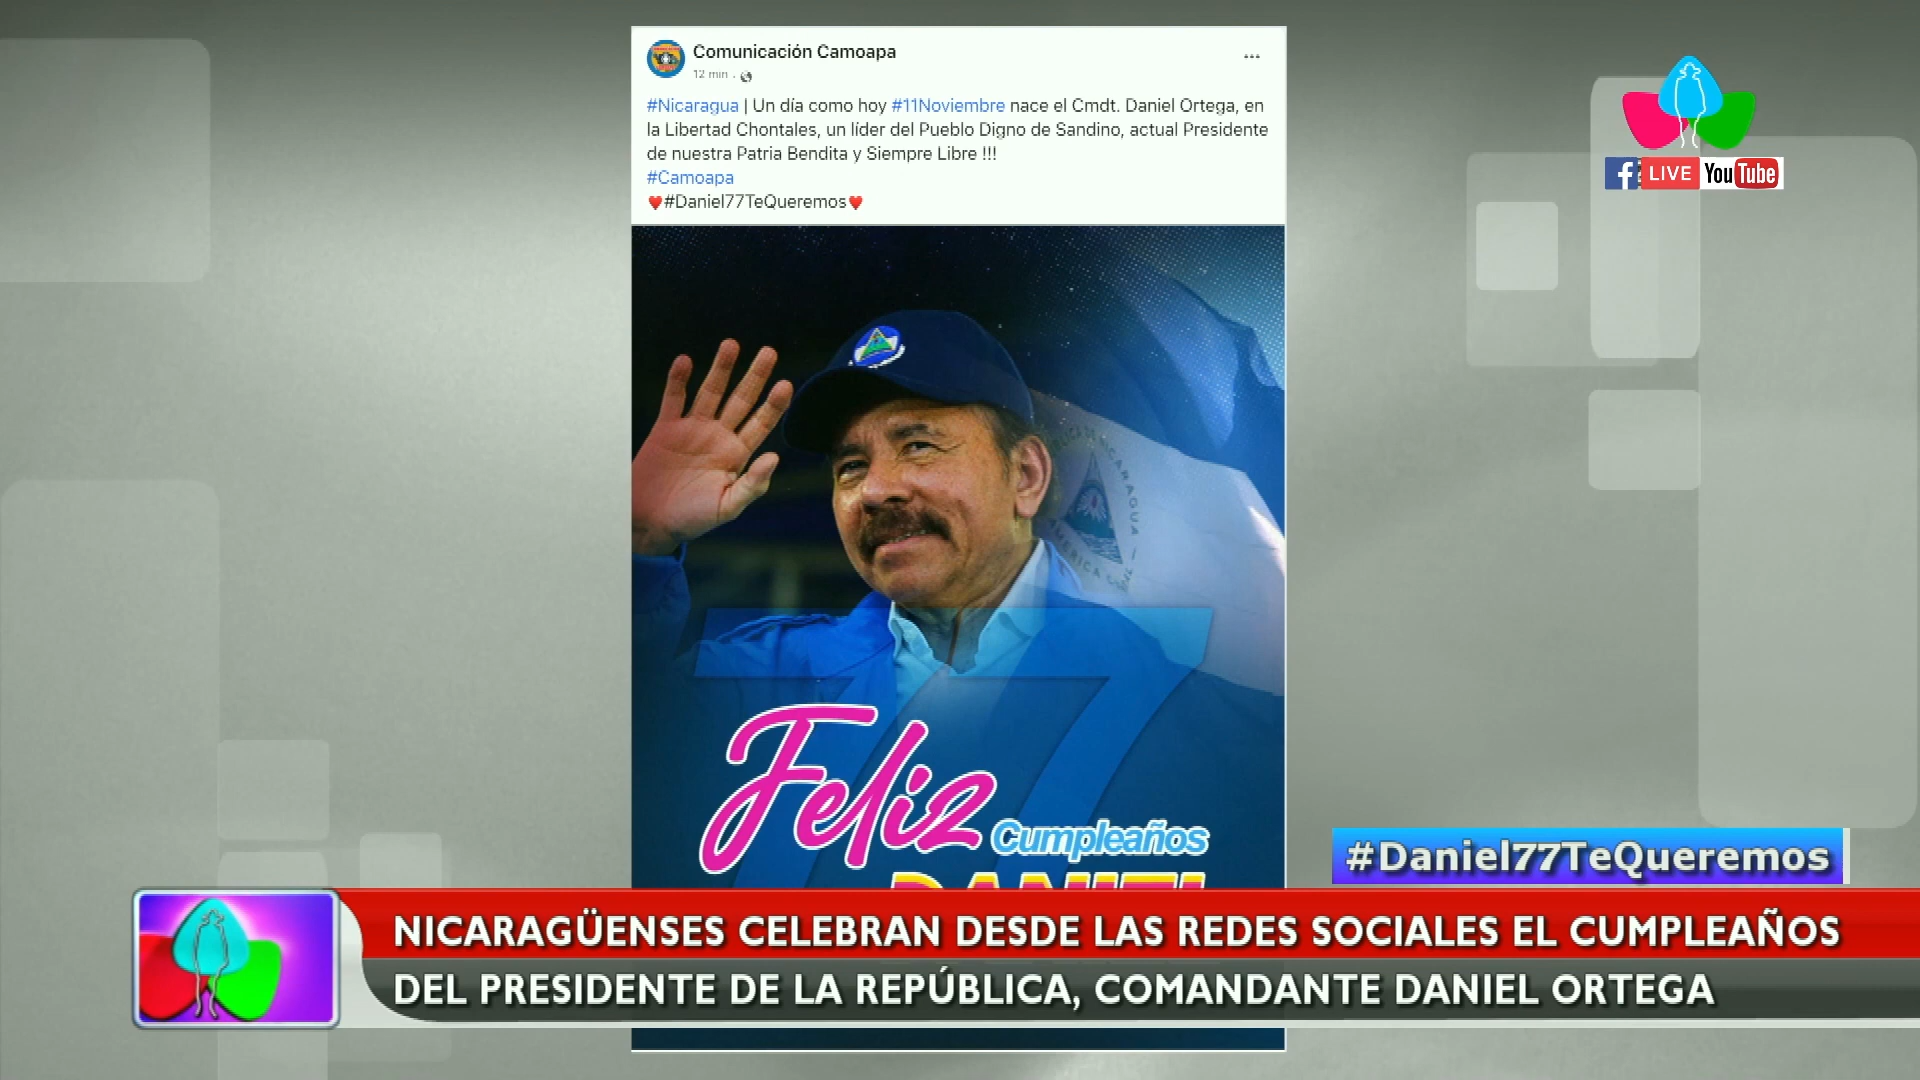 Comunicación Camoapa
12 min
#Nicaragua | Un día como hoy #11Noviembre nace el Cmdt. Daniel Ortega, en
la Libertad Chontales, un líder del Pueblo Digno de Sandino, actual Presidente
de nuestra Patria Bendita y Siempre Libre !!!
#Camoapa
❤️#Daniel77TeQueremos❤️
f LIVE YouTube
77
Feliz
Cumpleaños
DANIEL
#Daniel77TeQueremos
NICARAGÜENSES CELEBRAN DESDE LAS REDES SOCIALES EL CUMPLEAÑOS
DEL PRESIDENTE DE LA REPÚBLICA, COMANDANTE DANIEL ORTEGA